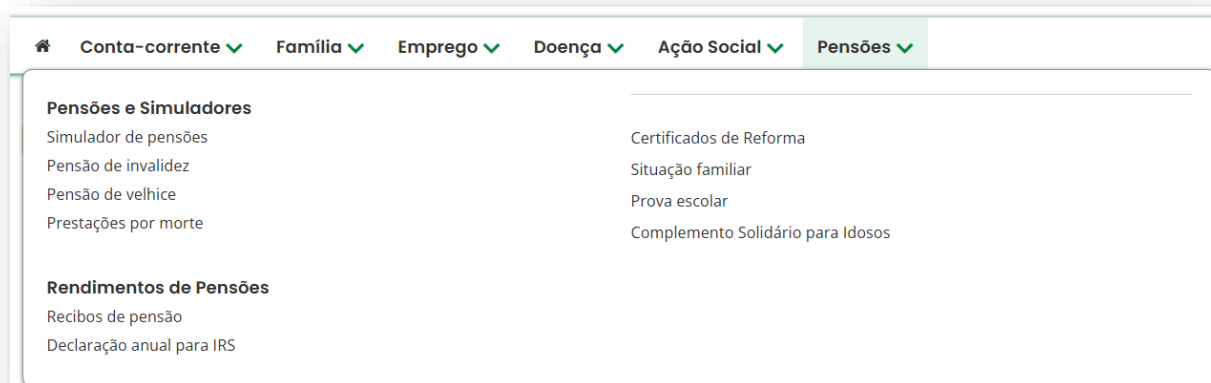 Conta-corrente Família Emprego Doença Ação Social Pensões
Pensões e Simuladores
Simulador de pensões
Pensão de invalidez
Pensão de velhice
Prestações por morte
Rendimentos de Pensões
Recibos de pensão
Declaração anual para IRS
Certificados de Reforma
Situação familiar
Prova escolar
Complemento Solidário para Idosos